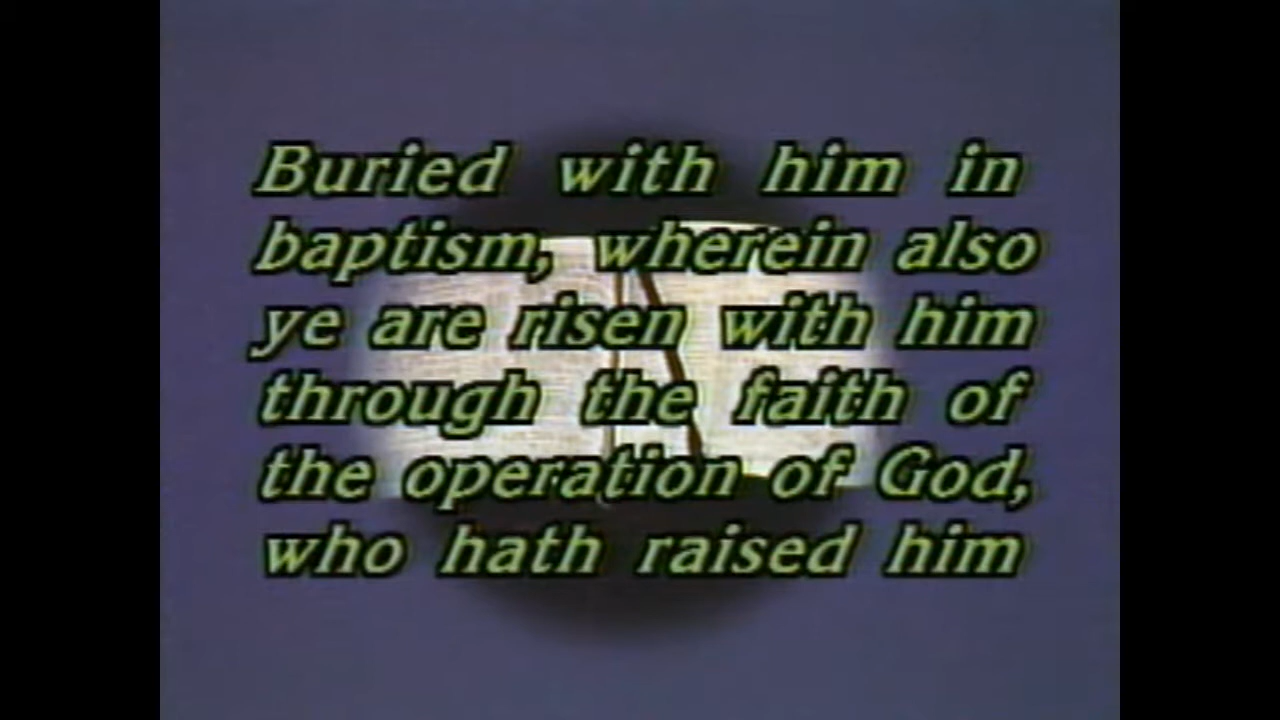 Buried with him in
baptism, wherein also
ye are risen with him
through the faith of
the operation of God,
who hath raised him